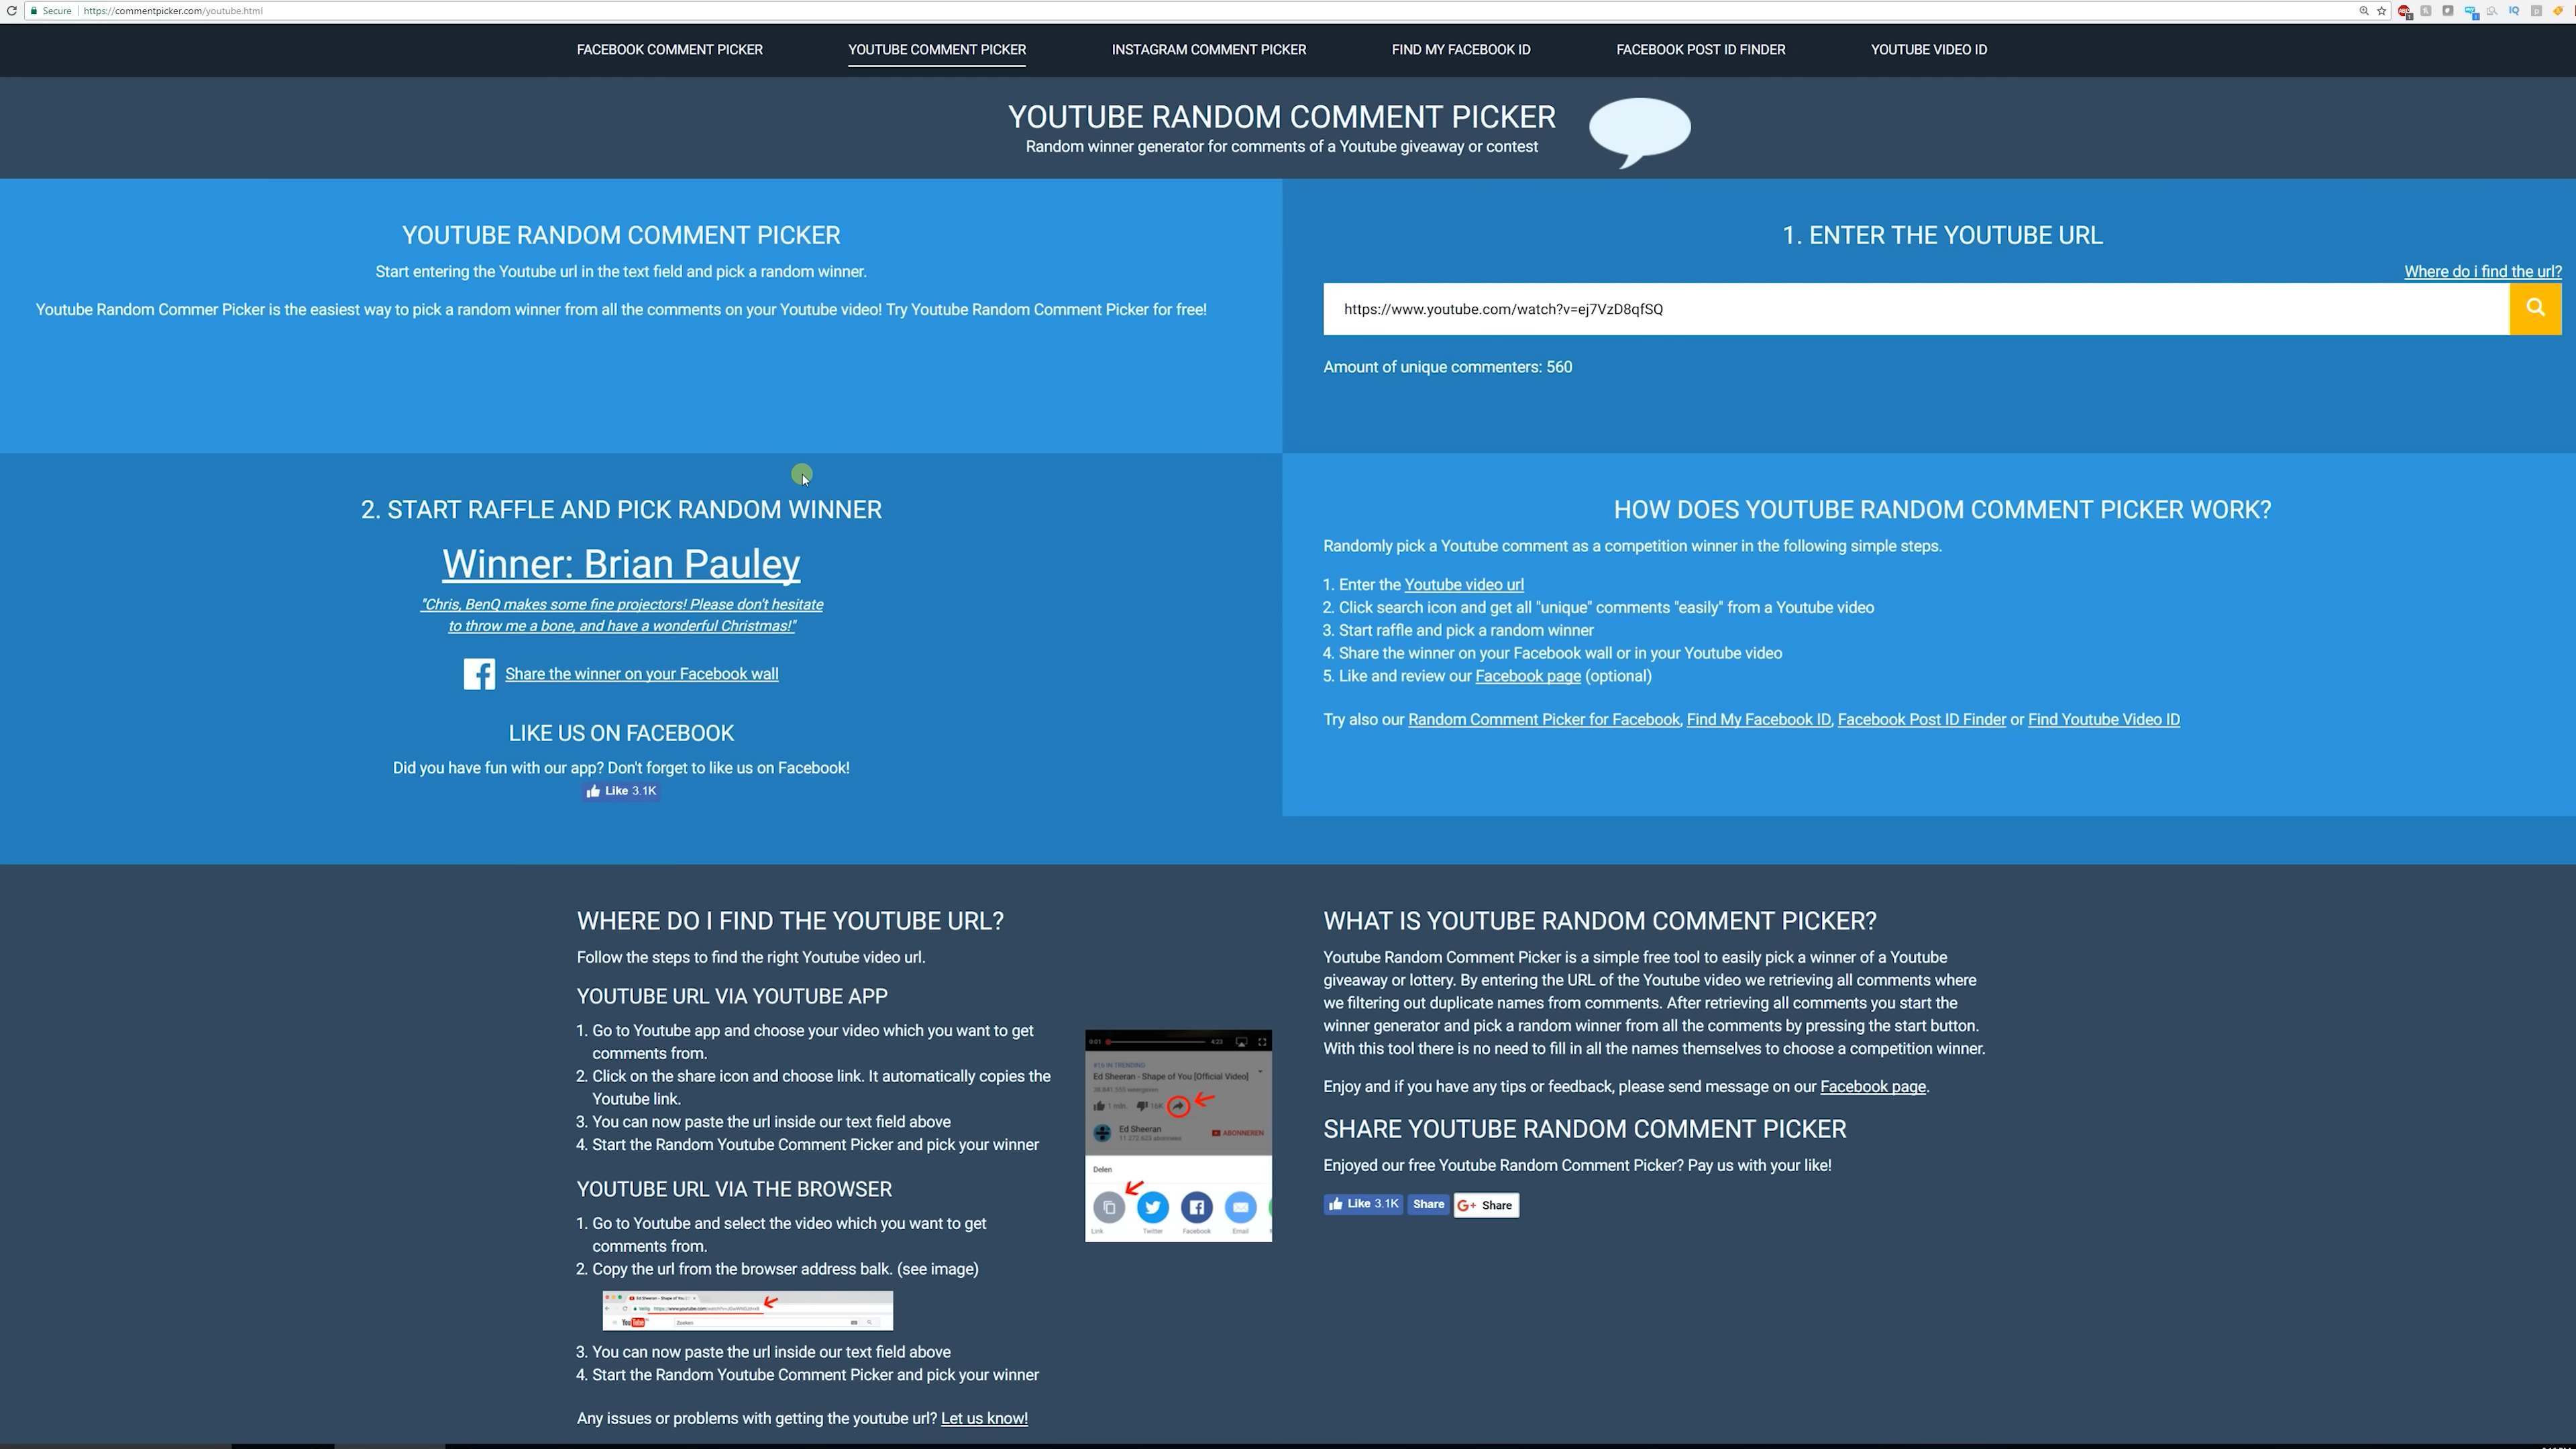 Secure | https://commentpicker.com/youtube.html
FACEBOOK COMMENT PICKER
YOUTUBE COMMENT PICKER
INSTAGRAM COMMENT PICKER
FIND MY FACEBOOK ID
FACEBOOK POST ID FINDER
YOUTUBE VIDEO ID
YOUTUBE RANDOM COMMENT PICKER
Random winner generator for comments of a Youtube giveaway or contest
YOUTUBE RANDOM COMMENT PICKER
Start entering the Youtube url in the text field and pick a random winner.
Youtube Random Commer Picker is the easiest way to pick a random winner from all the comments on your Youtube video! Try Youtube Random Comment Picker for free!
1. ENTER THE YOUTUBE URL
Where do i find the url?
https://www.youtube.com/watch?v=ej7VzD8qfSQ
Amount of unique commenters: 560
2. START RAFFLE AND PICK RANDOM WINNER
Winner: Brian Pauley
"Chris, BenQ makes some fine projectors! Please don't hesitate
to throw me a bone, and have a wonderful Christmas!"
Share the winner on your Facebook wall
LIKE US ON FACEBOOK
Did you have fun with our app? Don't forget to like us on Facebook!
Like 3.1K
HOW DOES YOUTUBE RANDOM COMMENT PICKER WORK?
Randomly pick a Youtube comment as a competition winner in the following simple steps.
1. Enter the Youtube video url
2. Click search icon and get all "unique" comments "easily" from a Youtube video
3. Start raffle and pick a random winner
4. Share the winner on your Facebook wall or in your Youtube video
5. Like and review our Facebook page (optional)
Try also our Random Comment Picker for Facebook, Find My Facebook ID, Facebook Post ID Finder or Find Youtube Video ID
WHERE DO I FIND THE YOUTUBE URL?
Follow the steps to find the right Youtube video url.
YOUTUBE URL VIA YOUTUBE APP
1. Go to Youtube app and choose your video which you want to get
comments from.
2. Click on the share icon and choose link. It automatically copies the
Youtube link.
3. You can now paste the url inside our text field above
4. Start the Random Youtube Comment Picker and pick your winner
YOUTUBE URL VIA THE BROWSER
1. Go to Youtube and select the video which you want to get
comments from.
2. Copy the url from the browser address balk. (see image)
YouTube
Zoeken
3. You can now paste the url inside our text field above
4. Start the Random Youtube Comment Picker and pick your winner
Any issues or problems with getting the youtube url? Let us know!
0:01
4:23
Ed Sheeran - Shape of You [Official Video]
1 mln.
16K
Ed Sheeran
ABONNEREN
Delen
Link
Twitter
Facebook
Email
WHAT IS YOUTUBE RANDOM COMMENT PICKER?
Youtube Random Comment Picker is a simple free tool to easily pick a winner of a Youtube
giveaway or lottery. By entering the URL of the Youtube video we retrieving all comments where
we filtering out duplicate names from comments. After retrieving all comments you start the
winner generator and pick a random winner from all the comments by pressing the start button.
With this tool there is no need to fill in all the names themselves to choose a competition winner.
Enjoy and if you have any tips or feedback, please send message on our Facebook page.
SHARE YOUTUBE RANDOM COMMENT PICKER
Enjoyed our free Youtube Random Comment Picker? Pay us with your like!
Like 3.1K
Share
G+ Share